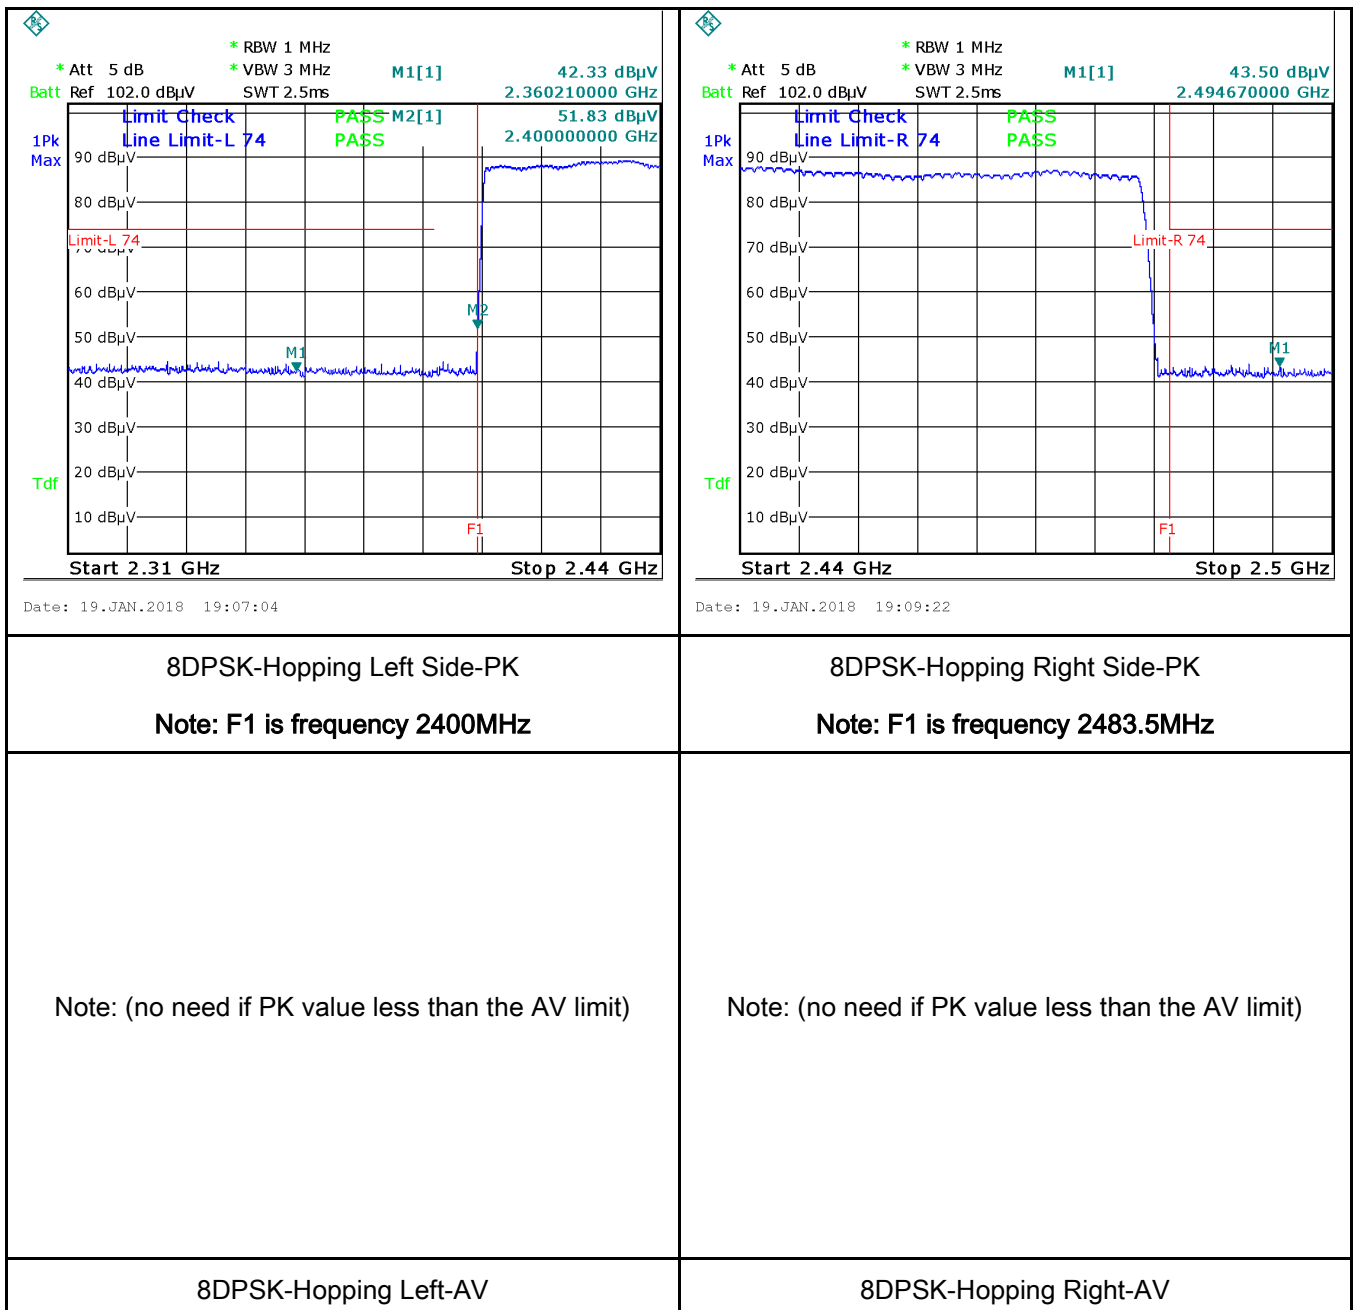 * RBW 1 MHz
* Att 5 dB * VBW 3 MHz M1[1] 42.33 dBµV
Batt Ref 102.0 dBµV SWT 2.5ms 2.360210000 GHz
Limit Check PASS M2[1] 51.83 dBµV
1Pk Line Limit-L 74 PASS 2.400000000 GHz
Max 90 dBµV
80 dBµV
Limit-L 74
70 dBµV
60 dBµV
M2
50 dBµV
M1
40 dBµV
30 dBµV
20 dBµV
Tdf
10 dBµV
F1
Start 2.31 GHz Stop 2.44 GHz
Date: 19.JAN.2018 19:07:04
* RBW 1 MHz
* Att 5 dB * VBW 3 MHz M1[1] 43.50 dBµV
Batt Ref 102.0 dBµV SWT 2.5ms 2.494670000 GHz
Limit Check PASS
1Pk Line Limit-R 74 PASS
Max 90 dBµV
80 dBµV
Limit-R 74
70 dBµV
60 dBµV
50 dBµV
M1
40 dBµV
30 dBµV
20 dBµV
Tdf
10 dBµV
F1
Start 2.44 GHz Stop 2.5 GHz
Date: 19.JAN.2018 19:09:22
8DPSK-Hopping Left Side-PK
Note: F1 is frequency 2400MHz
8DPSK-Hopping Right Side-PK
Note: F1 is frequency 2483.5MHz
Note: (no need if PK value less than the AV limit)
Note: (no need if PK value less than the AV limit)
8DPSK-Hopping Left-AV
8DPSK-Hopping Right-AV